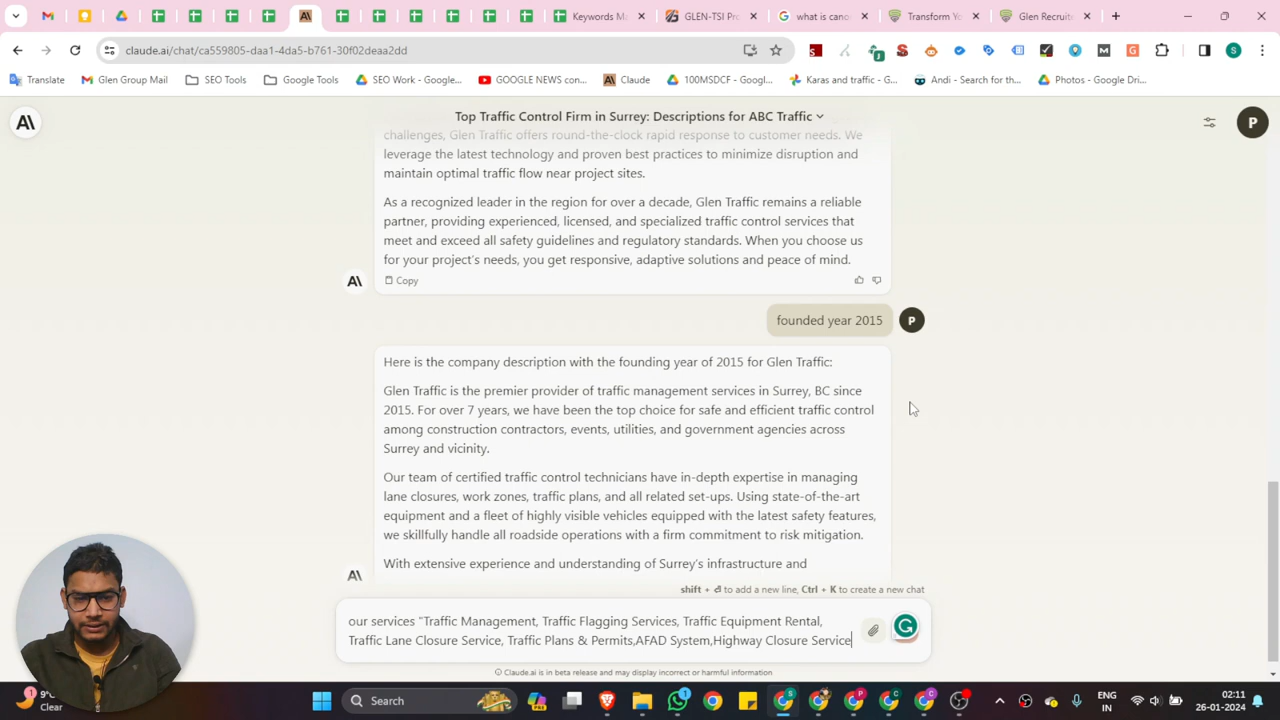 Keywords Ma
GLEN-TSI Pro
what is cano
Transform Yo
Glen Recruite
claude.ai/chat/ca559805-daa1-4da5-b761-30f02deaa2dd
Translate
Glen Group Mail
SEO Tools
Google Tools
SEO Work - Google...
GOOGLE NEWS con...
Claude
100MSDCF - Googl...
Karas and traffic - G...
Andi - Search for th...
Photos - Google Dri...
Top Traffic Control Firm in Surrey: Descriptions for ABC Traffic
challenges, Glen Traffic offers round-the-clock rapid response to customer needs. We
leverage the latest technology and proven best practices to minimize disruption and
maintain optimal traffic flow near project sites.
As a recognized leader in the region for over a decade, Glen Traffic remains a reliable
partner, providing experienced, licensed, and specialized traffic control services that
meet and exceed all safety guidelines and regulatory standards. When you choose us
for your project's needs, you get responsive, adaptive solutions and peace of mind.
Copy
founded year 2015
P
Here is the company description with the founding year of 2015 for Glen Traffic:
Glen Traffic is the premier provider of traffic management services in Surrey, BC since
2015. For over 7 years, we have been the top choice for safe and efficient traffic control
among construction contractors, events, utilities, and government agencies across
Surrey and vicinity.
Our team of certified traffic control technicians have in-depth expertise in managing
lane closures, work zones, traffic plans, and all related set-ups. Using state-of-the-art
equipment and a fleet of highly visible vehicles equipped with the latest safety features,
we skillfully handle all roadside operations with a firm commitment to risk mitigation.
With extensive experience and understanding of Surrey's infrastructure and
shift + ⏎ to add a new line, Ctrl + K to create a new chat
our services "Traffic Management, Traffic Flagging Services, Traffic Equipment Rental,
Traffic Lane Closure Service, Traffic Plans & Permits,AFAD System,Highway Closure Service
Claude.ai is in beta release and may display incorrect or harmful information
9°C
Clear
Search
ENG
IN
02:11
26-01-2024